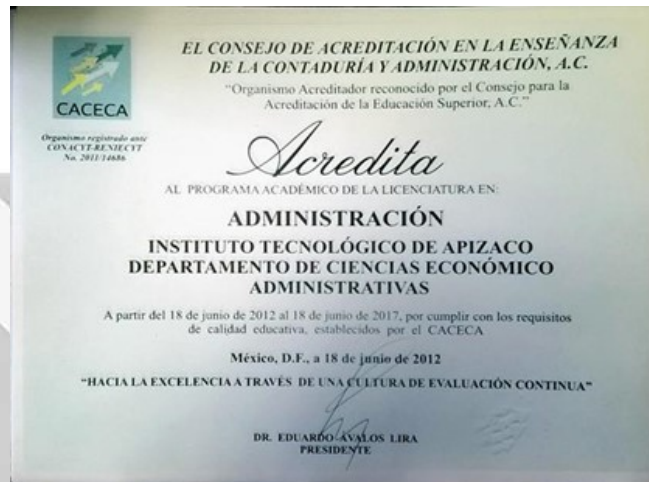 EL CONSEJO DE ACREDITACIÓN EN LA ENSEÑANZA
DE LA CONTADURÍA Y ADMINISTRACIÓN, A.C.
"Organismo Acreditador reconocido por el Consejo para la
Acreditación de la Educación Superior, A.C."
CACECA
Organismo registrado ante
CONACYT-RENIECYT
No. 2011/14686
Acredita
AL PROGRAMA ACADÉMICO DE LA LICENCIATURA EN:
ADMINISTRACIÓN
INSTITUTO TECNOLÓGICO DE APIZACO
DEPARTAMENTO DE CIENCIAS ECONÓMICO
ADMINISTRATIVAS
A partir del 18 de junio de 2012 al 18 de junio de 2017, por cumplir con los requisitos
de calidad educativa, establecidos por el CACECA
México, D.F., a 18 de junio de 2012
"HACIA LA EXCELENCIA A TRAVÉS DE UNA CULTURA DE EVALUACIÓN CONTINUA"
DR. EDUARDO AVALOS LIRA
PRESIDENTE